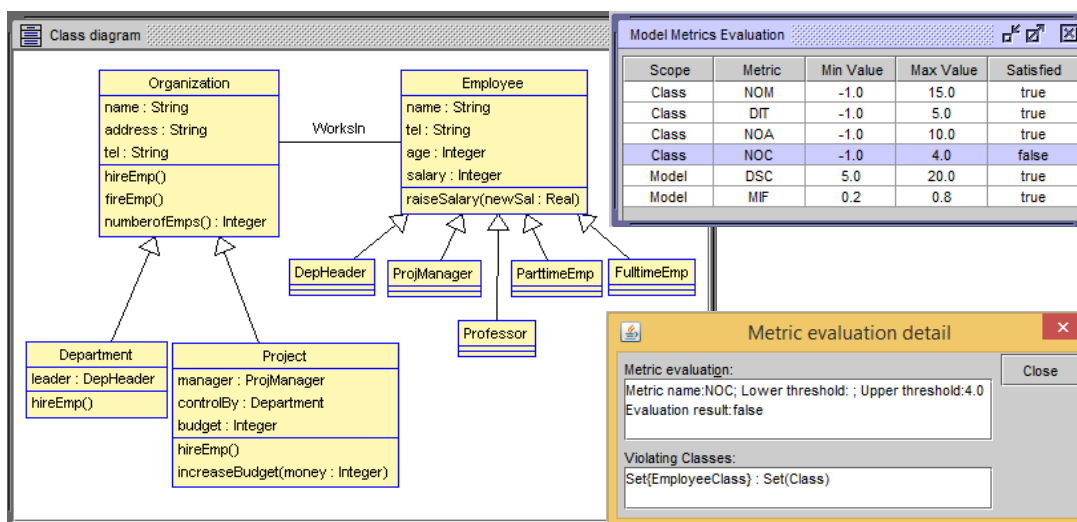 Class diagram
Organization
name : String
address : String
tel : String
hireEmp()
fireEmp()
numberofEmps() : Integer
WorksIn
Employee
name : String
tel : String
age : Integer
salary : Integer
raiseSalary(newSal : Real)
DepHeader
ProjManager
ParttimeEmp
FulltimeEmp
Professor
Department
leader : DepHeader
hireEmp()
Project
manager : ProjManager
controlBy : Department
budget : Integer
hireEmp()
increaseBudget(money : Integer)
Model Metrics Evaluation
Scope Metric Min Value Max Value Satisfied
Class NOM -1.0 15.0 true
Class DIT -1.0 5.0 true
Class NOA -1.0 10.0 true
Class NOC -1.0 4.0 false
Model DSC 5.0 20.0 true
Model MIF 0.2 0.8 true
Metric evaluation detail
Metric evaluation:
Metric name:NOC; Lower threshold: ; Upper threshold:4.0
Evaluation result:false
Close
Violating Classes:
Set{EmployeeClass} : Set(Class)